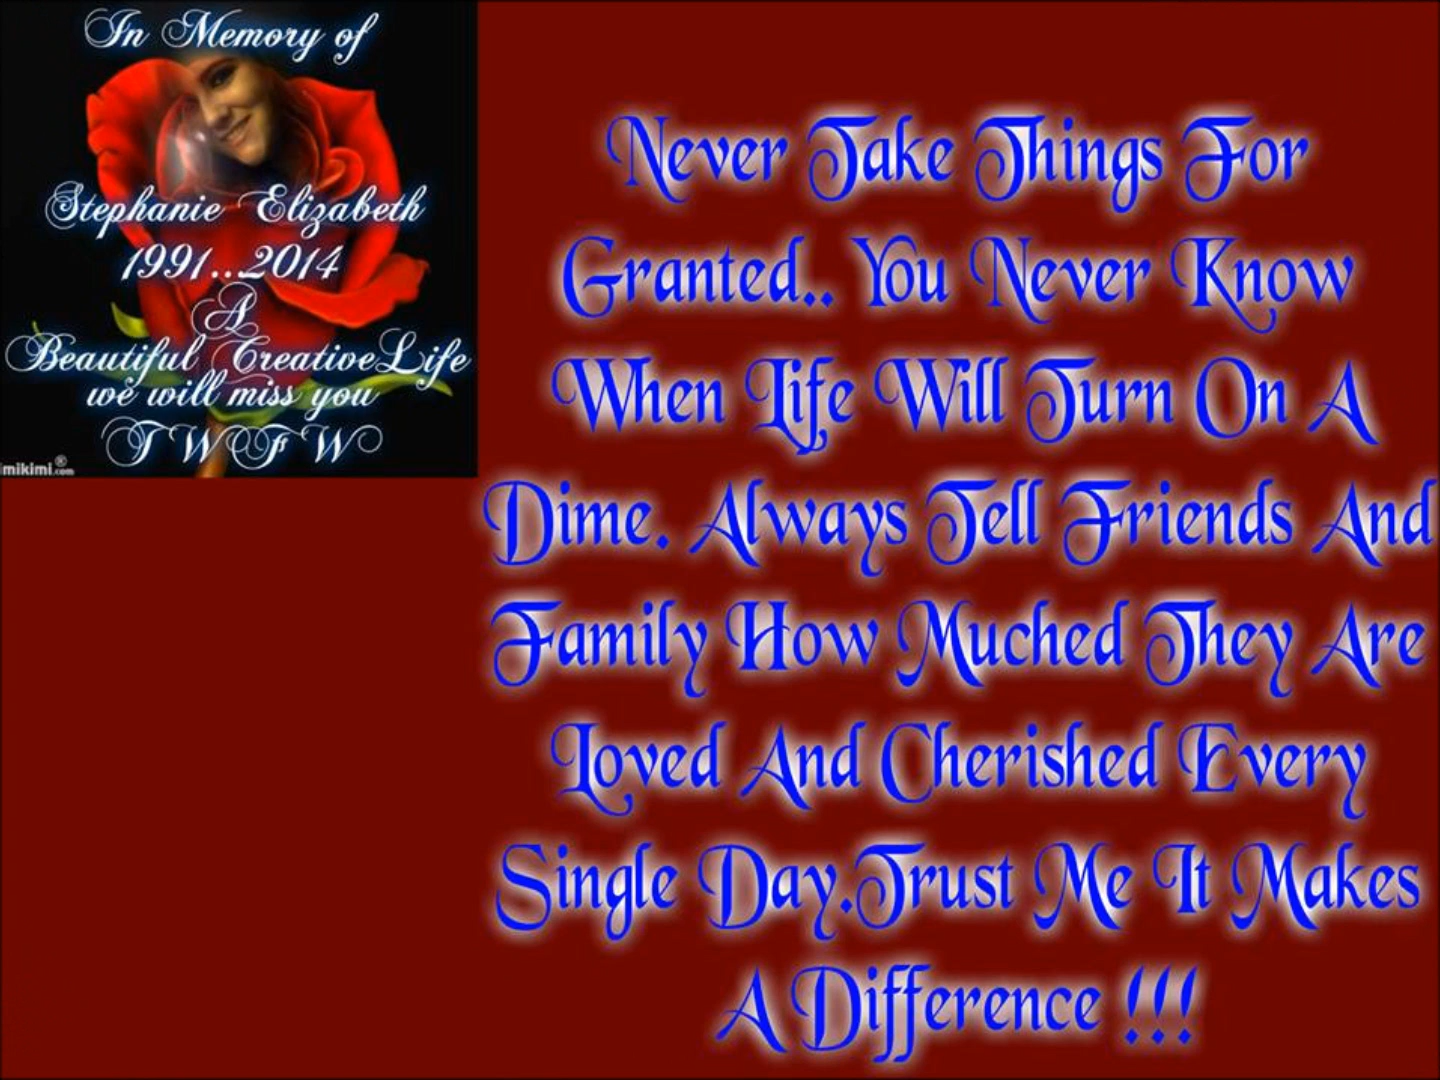 In Memory of
Stephanie Elizabeth
1991...2014
A
Beautiful Creative Life
we will miss you
T W F W
mikimi.com
Never Take Things For
Granted.. You Never Know
When Life Will Turn On A
Dime. Always Tell Friends And
Family How Muched They Are
Loved And Cherished Every
Single Day.Trust Me It Makes
A Difference !!!